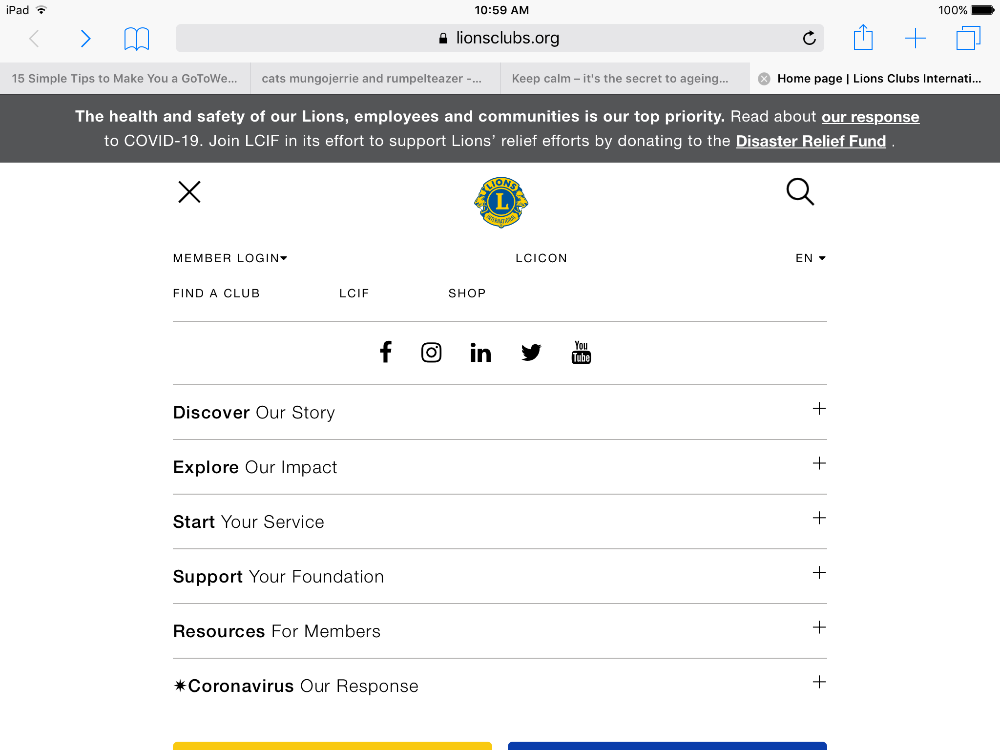 iPad
10:59 AM
100%
lionsclubs.org
15 Simple Tips to Make You a GoToWe...
cats mungojerrie and rumpelteazer -...
Keep calm – it's the secret to ageing...
Home page | Lions Clubs Internati...
The health and safety of our Lions, employees and communities is our top priority. Read about our response
to COVID-19. Join LCIF in its effort to support Lions’ relief efforts by donating to the Disaster Relief Fund .
LIONS
L
INTERNATIONAL
MEMBER LOGIN
LCICON
EN
FIND A CLUB
LCIF
SHOP
You
Tube
Discover Our Story
Explore Our Impact
Start Your Service
Support Your Foundation
Resources For Members
✷Coronavirus Our Response